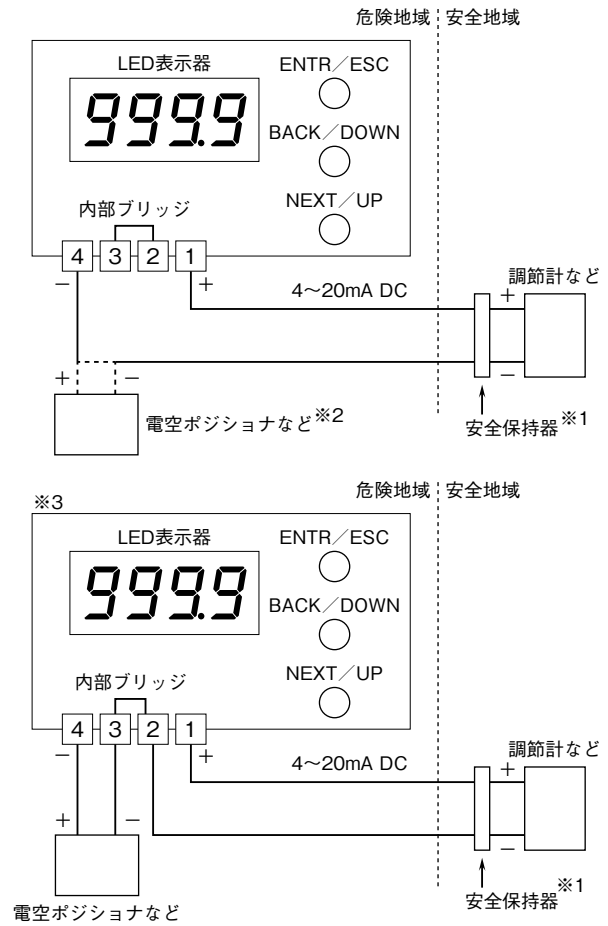 危険地域 安全地域
LED表示器 ENTR／ESC
999.9
BACK／DOWN
NEXT／UP
内部ブリッジ
4 3 2 1
－ ＋
4～20mA DC
調節計など
＋
－
＋ －
電空ポジショナなど※2
安全保持器※1
危険地域 安全地域
※3
LED表示器 ENTR／ESC
999.9
BACK／DOWN
NEXT／UP
内部ブリッジ
4 3 2 1
－ ＋
4～20mA DC
調節計など
＋
－
＋ －
安全保持器※1
電空ポジショナなど